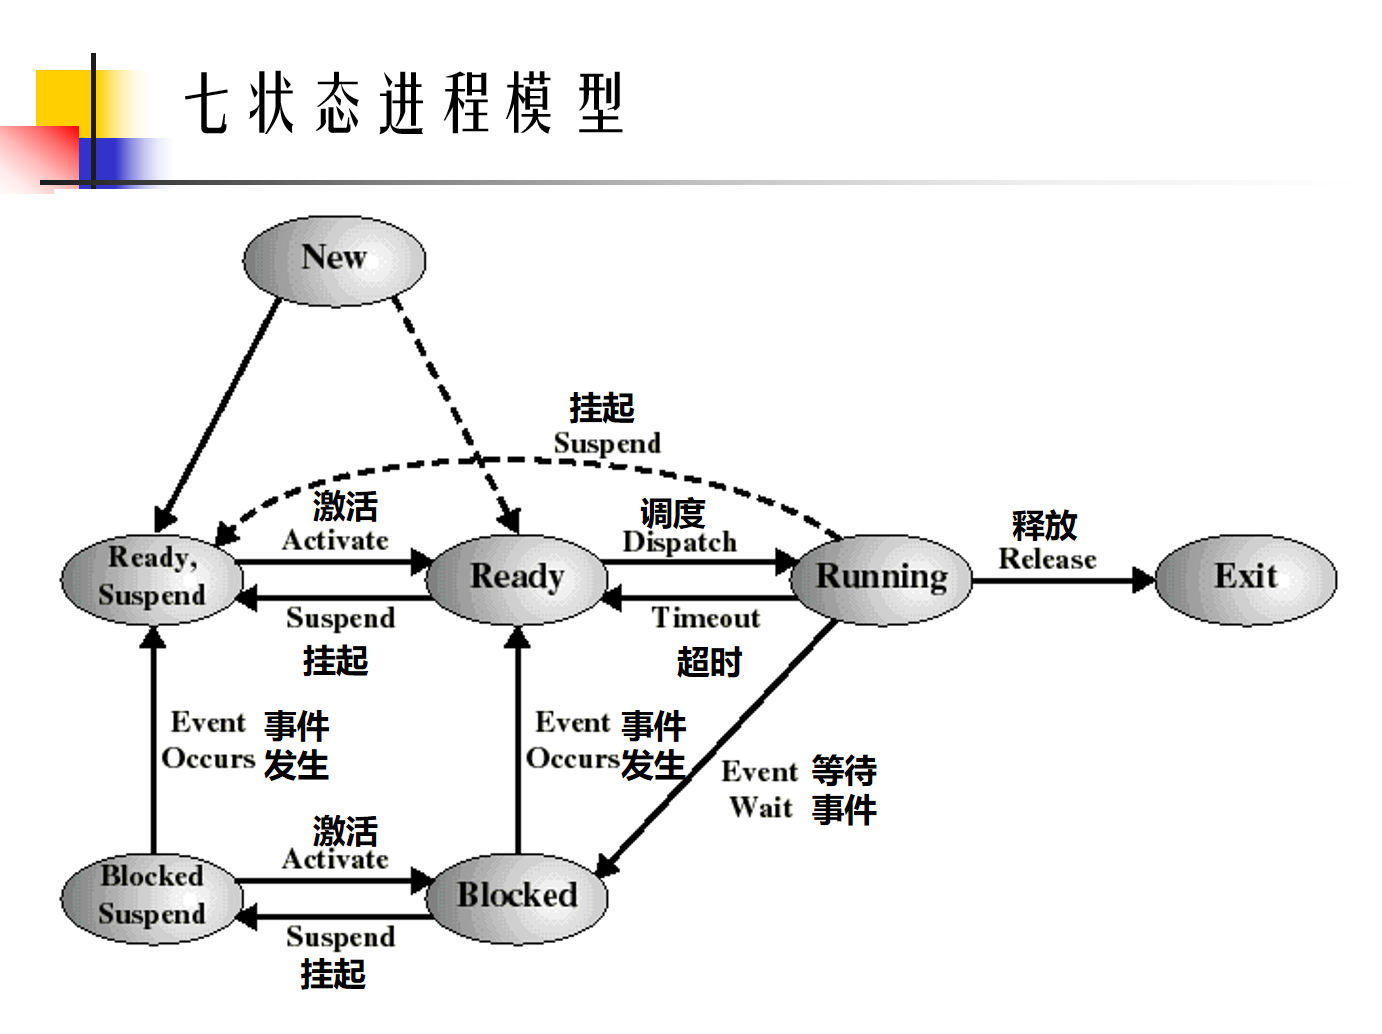 七状态进程模型
New
挂起
Suspend
激活
Activate
调度
Dispatch
释放
Release
Ready,
Suspend
Ready
Running
Exit
Suspend
挂起
Timeout
超时
Event 事件
Occurs 发生
Event 事件
Occurs 发生
Event 等待
Wait 事件
激活
Activate
Blocked
Suspend
Blocked
Suspend
挂起